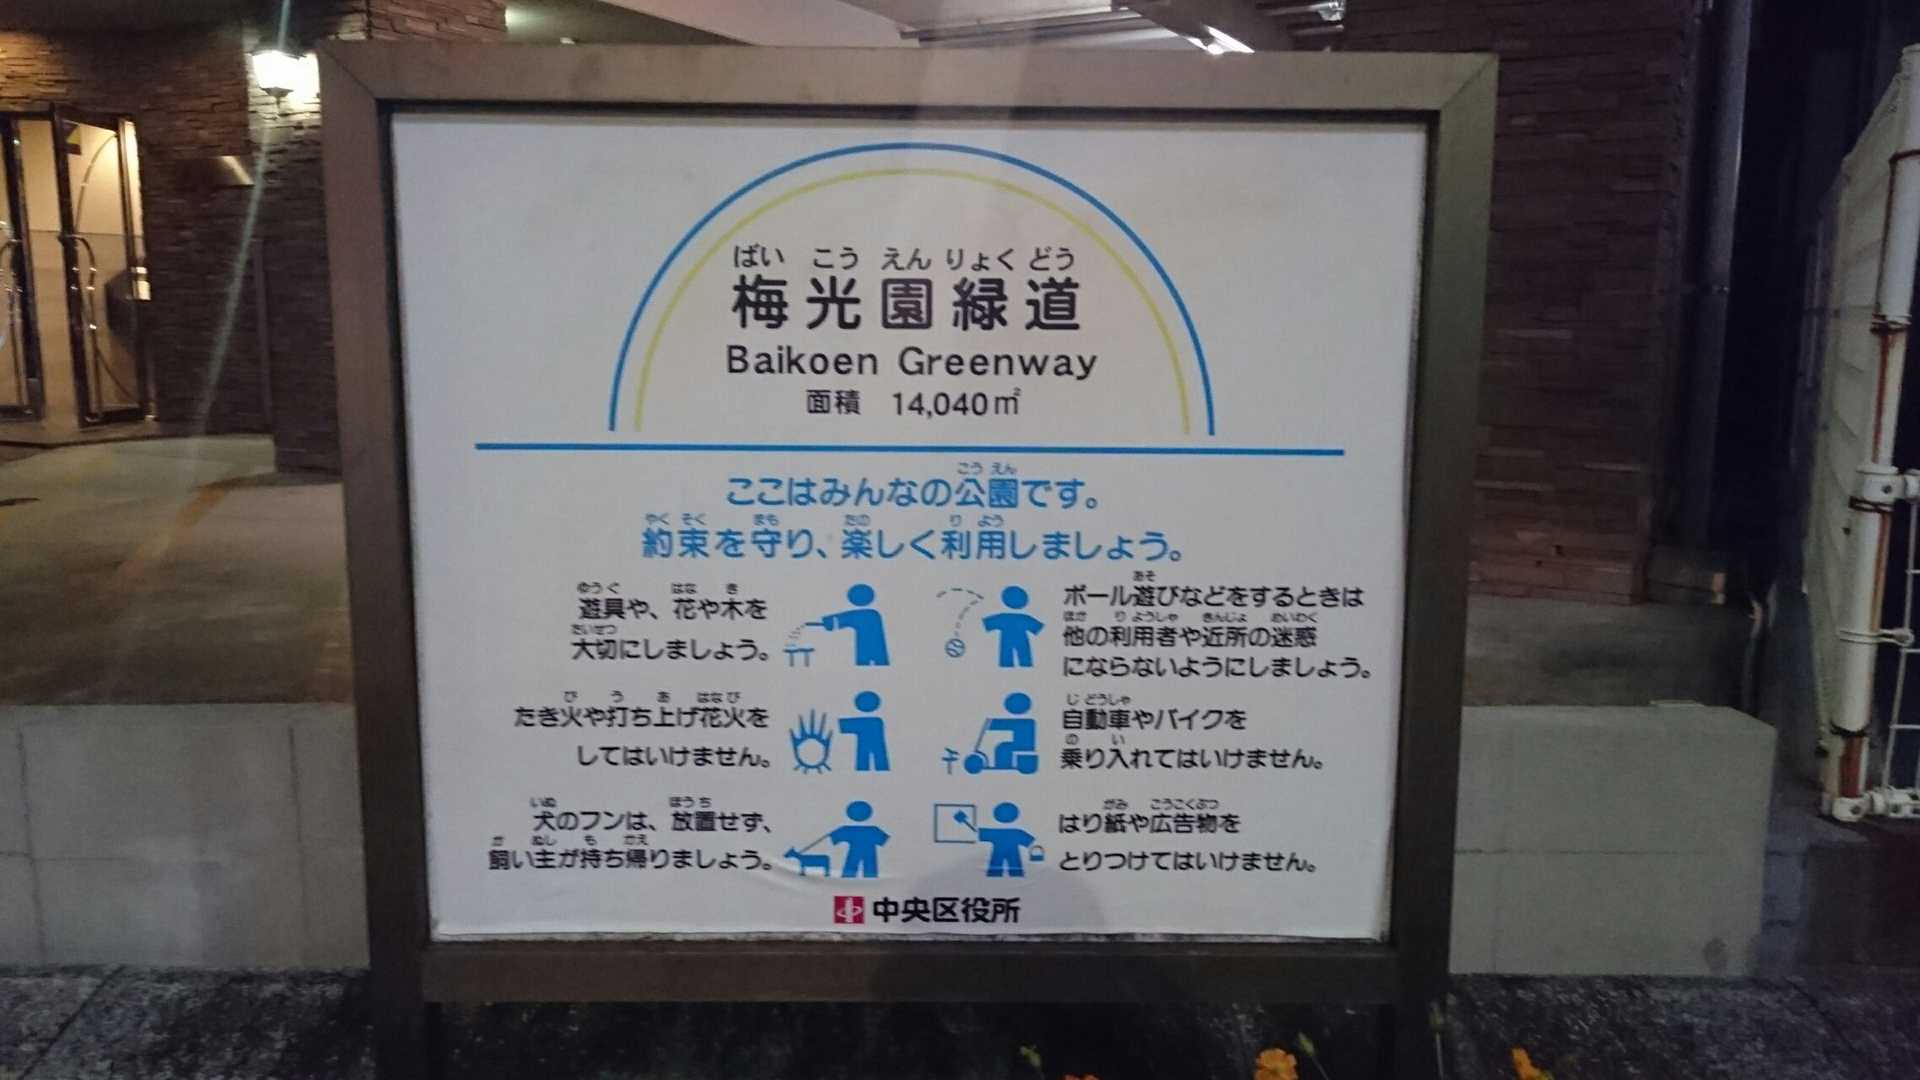 ばい こう えん りょく どう
梅光園緑道
Baikoen Greenway
面積 14,040㎡
こう えん
ここはみんなの公園です。
やく そく まも たの り よう
約束を守り、楽しく利用しましょう。
ゆう ぐ はな き
遊具や、花や木を
たいせつ
大切にしましょう。
あそ
ボール遊びなどをするときは
ほか り ようしゃ きんじょ めいわく
他の利用者や近所の迷惑
にならないようにしましょう。
び う あ はなび
たき火や打ち上げ花火を
してはいけません。
じ どうしゃ
自動車やバイクを
の い
乗り入れてはいけません。
いぬ ほうち
犬のフンは、放置せず、
か ぬし も かえ
飼い主が持ち帰りましょう。
がみ こうこくぶつ
はり紙や広告物を
とりつけてはいけません。
中央区役所